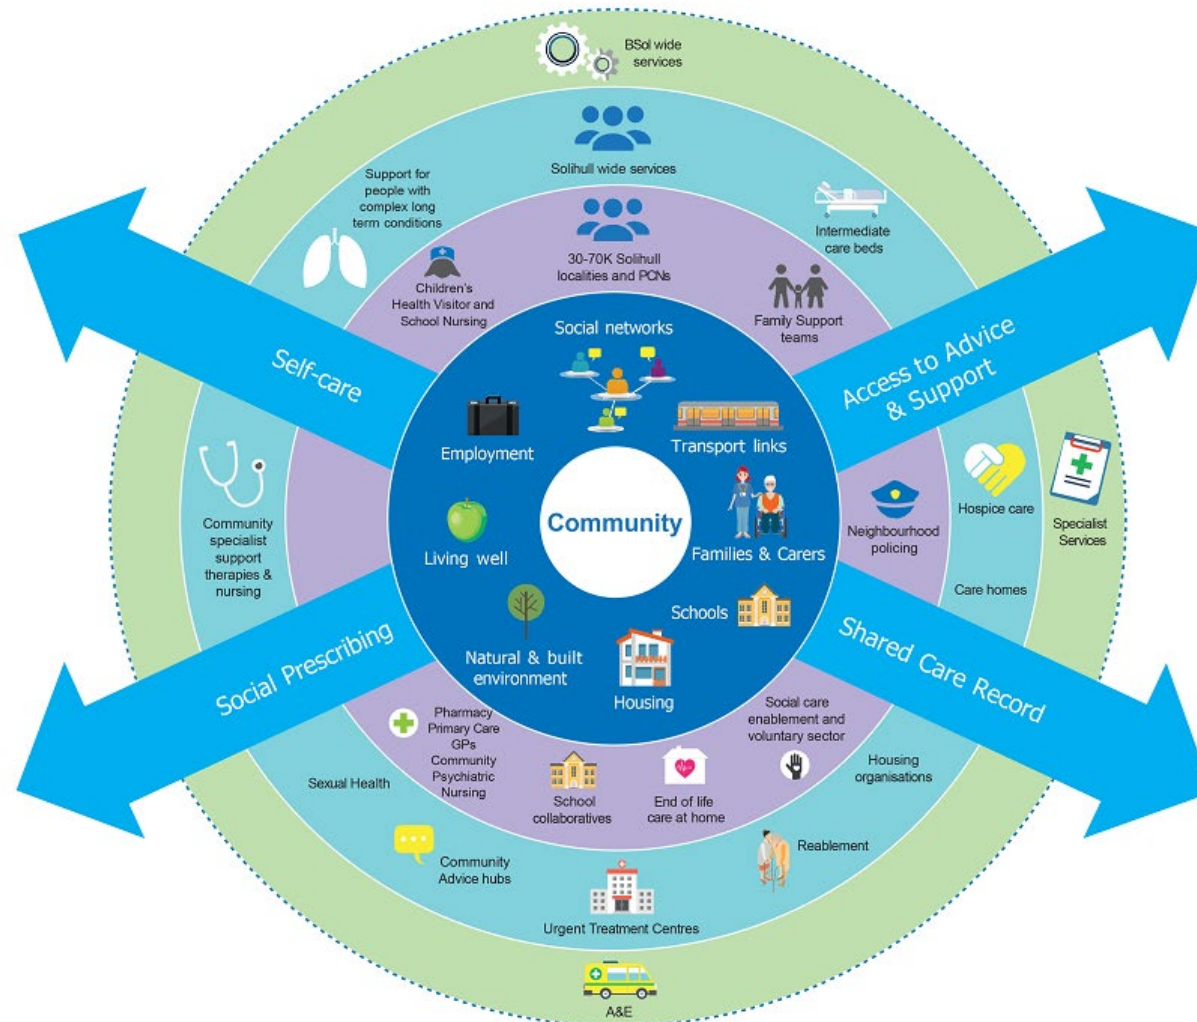 BSol wide
services
Solihull wide services
Support for
people with
complex long
term conditions
Intermediate
care beds
30-70K Solihull
localities and PCNs
Children's
Health Visitor and
School Nursing
Family Support
teams
Self-care
Access to Advice
& Support
Social networks
Employment
Transport links
Community
Living well
Families & Carers
Schools
Natural & built
environment
Housing
Community
specialist
support
therapies &
nursing
Neighbourhood
policing
Hospice care
Care homes
Specialist
Services
Social Prescribing
Shared Care Record
Pharmacy
Primary Care
GPs
Community
Psychiatric
Nursing
School
collaboratives
End of life
care at home
Social care
enablement and
voluntary sector
Sexual Health
Housing
organisations
Community
Advice hubs
Reablement
Urgent Treatment Centres
A&E